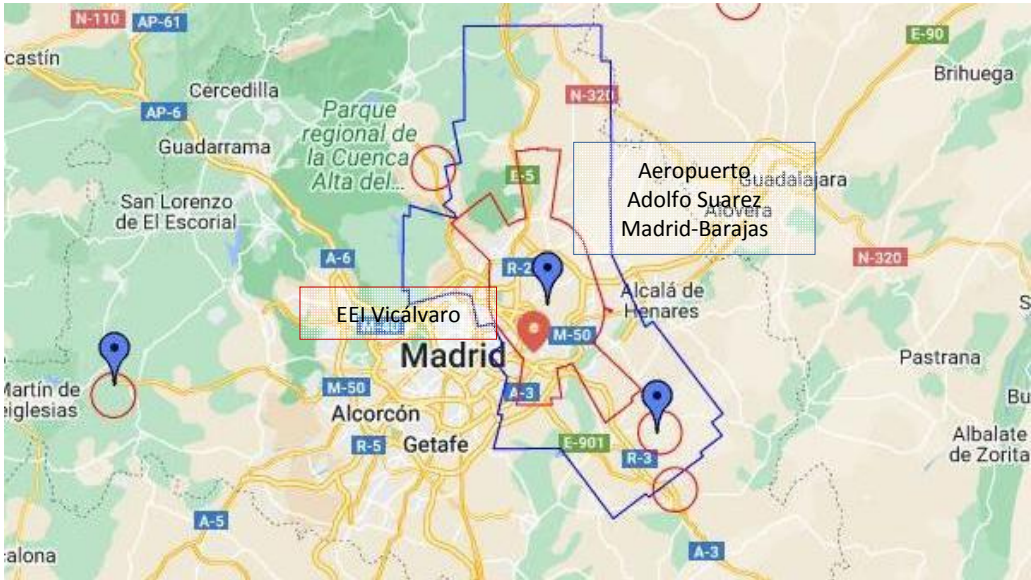 N-110
AP-61
castín
Cercedilla
AP-6
Guadarrama
Parque
regional de
la Cuenca
Alta del...
San Lorenzo
de El Escorial
E-90
Brihuega
N-320
E-5
Aeropuerto
Adolfo Suarez
Madrid-Barajas
Guadalajara
Alovera
N-320
A-6
R-2
Alcalá de
Henares
EEI Vicálvaro
M-40
Madrid
M-50
Pastrana
Martín de
eiglesias
M-50
A-3
Alcorcón
R-5
Getafe
E-901
R-3
Albalate
de Zorita
Bu
S
A-5
A-3
calona